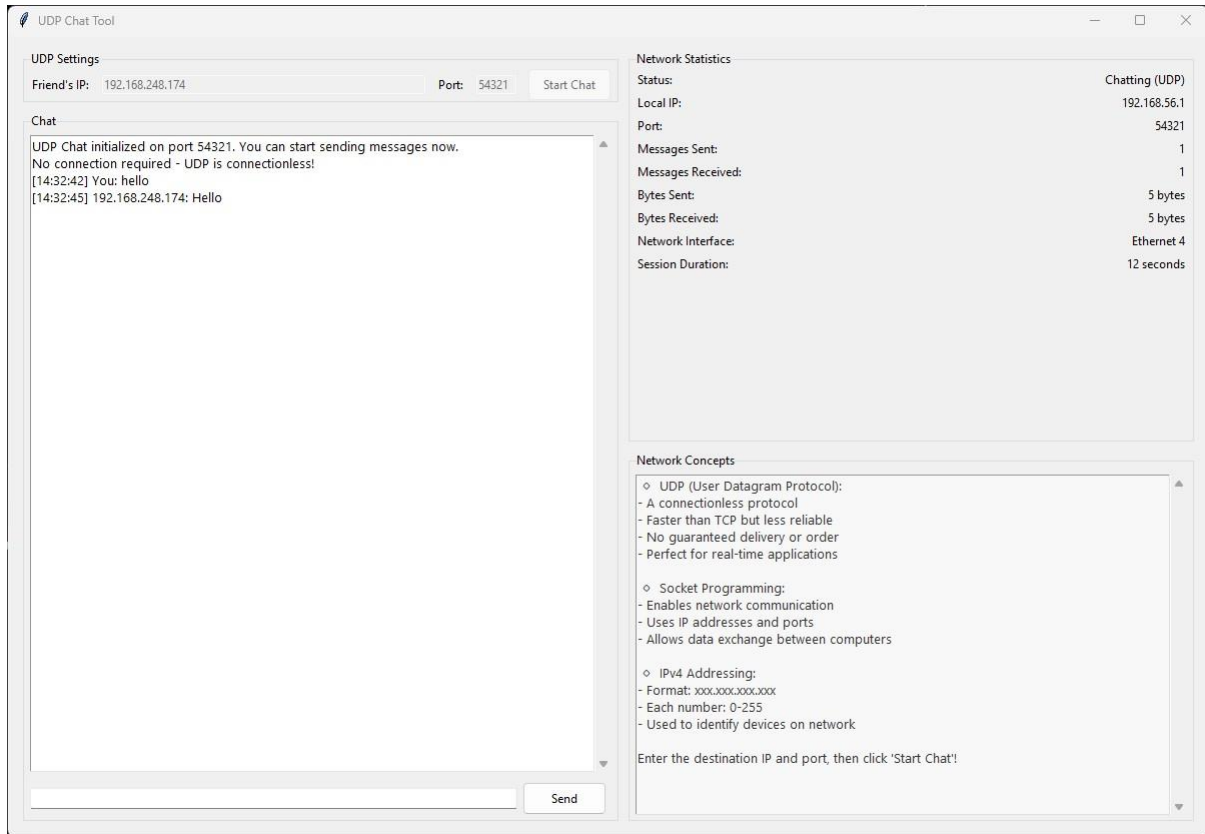 UDP Chat Tool
UDP Settings
Friend's IP: 192.168.248.174 Port: 54321 Start Chat
Chat
UDP Chat initialized on port 54321. You can start sending messages now.
No connection required - UDP is connectionless!
[14:32:42] You: hello
[14:32:45] 192.168.248.174: Hello
Send
Network Statistics
Status: Chatting (UDP)
Local IP: 192.168.56.1
Port: 54321
Messages Sent: 1
Messages Received: 1
Bytes Sent: 5 bytes
Bytes Received: 5 bytes
Network Interface: Ethernet 4
Session Duration: 12 seconds
Network Concepts
UDP (User Datagram Protocol):
- A connectionless protocol
- Faster than TCP but less reliable
- No guaranteed delivery or order
- Perfect for real-time applications
Socket Programming:
- Enables network communication
- Uses IP addresses and ports
- Allows data exchange between computers
IPv4 Addressing:
- Format: xxx.xxx.xxx.xxx
- Each number: 0-255
- Used to identify devices on network
Enter the destination IP and port, then click 'Start Chat'!